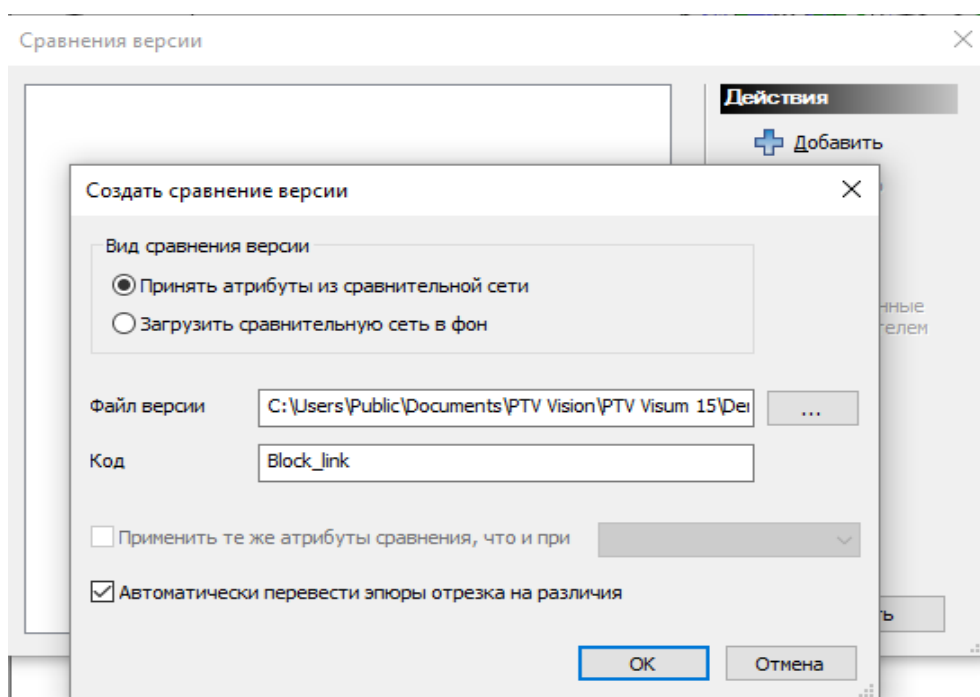 Сравнения версии
Действия
Добавить
Создать сравнение версии
Вид сравнения версии
Принять атрибуты из сравнительной сети
Загрузить сравнительную сеть в фон
Файл версии C:\Users\Public\Documents\PTV Vision\PTV Visum 15\De ...
Код Block_link
Применить те же атрибуты сравнения, что и при
Автоматически перевести эпюры отрезка на различия
OK Отмена